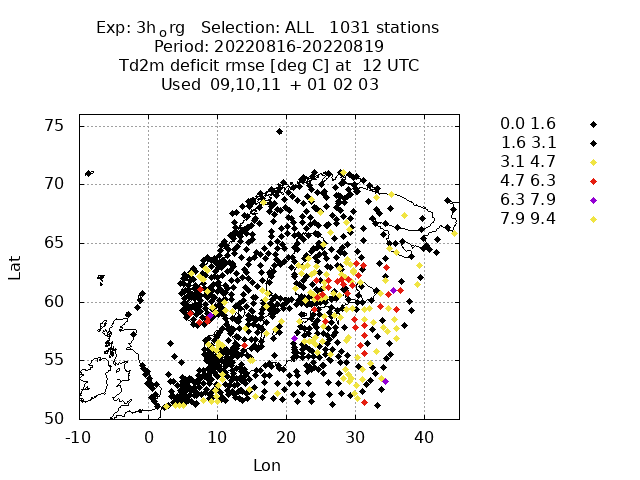 Exp: 3h_org Selection: ALL 1031 stations
Period: 20220816-20220819
Td2m deficit rmse [deg C] at 12 UTC
Used 09,10,11 + 01 02 03
0.0 1.6
1.6 3.1
3.1 4.7
4.7 6.3
6.3 7.9
7.9 9.4
75
70
65
60
55
50
Lat
-10 0 10 20 30 40
Lon